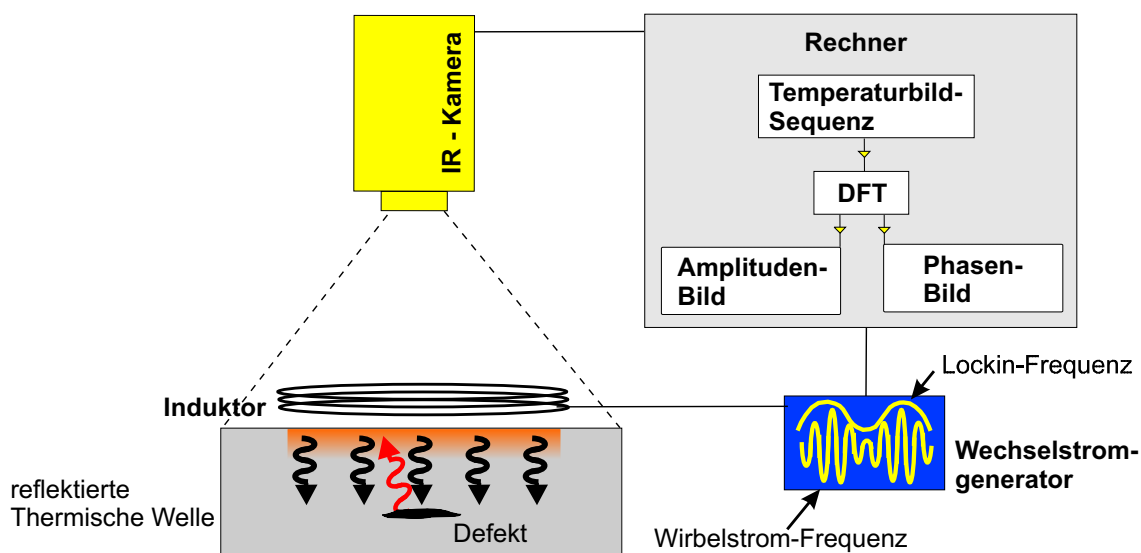 IR - Kamera
Rechner
Temperaturbild-
Sequenz
DFT
Amplituden-
Bild
Phasen-
Bild
Lockin-Frequenz
Induktor
Wechselstrom-
generator
reflektierte
Thermische Welle
Defekt
Wirbelstrom-Frequenz